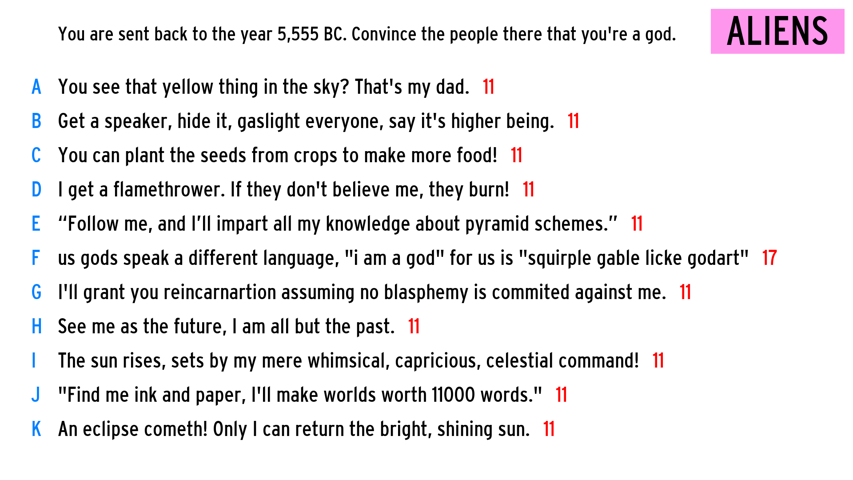 You are sent back to the year 5,555 BC. Convince the people there that you're a god.
ALIENS
A You see that yellow thing in the sky? That's my dad. 11
B Get a speaker, hide it, gaslight everyone, say it's higher being. 11
C You can plant the seeds from crops to make more food! 11
D I get a flamethrower. If they don't believe me, they burn! 11
E “Follow me, and I’ll impart all my knowledge about pyramid schemes.” 11
F us gods speak a different language, "i am a god" for us is "squirple gable licke godart" 17
G I'll grant you reincarnartion assuming no blasphemy is commited against me. 11
H See me as the future, I am all but the past. 11
I The sun rises, sets by my mere whimsical, capricious, celestial command! 11
J "Find me ink and paper, I'll make worlds worth 11000 words." 11
K An eclipse cometh! Only I can return the bright, shining sun. 11